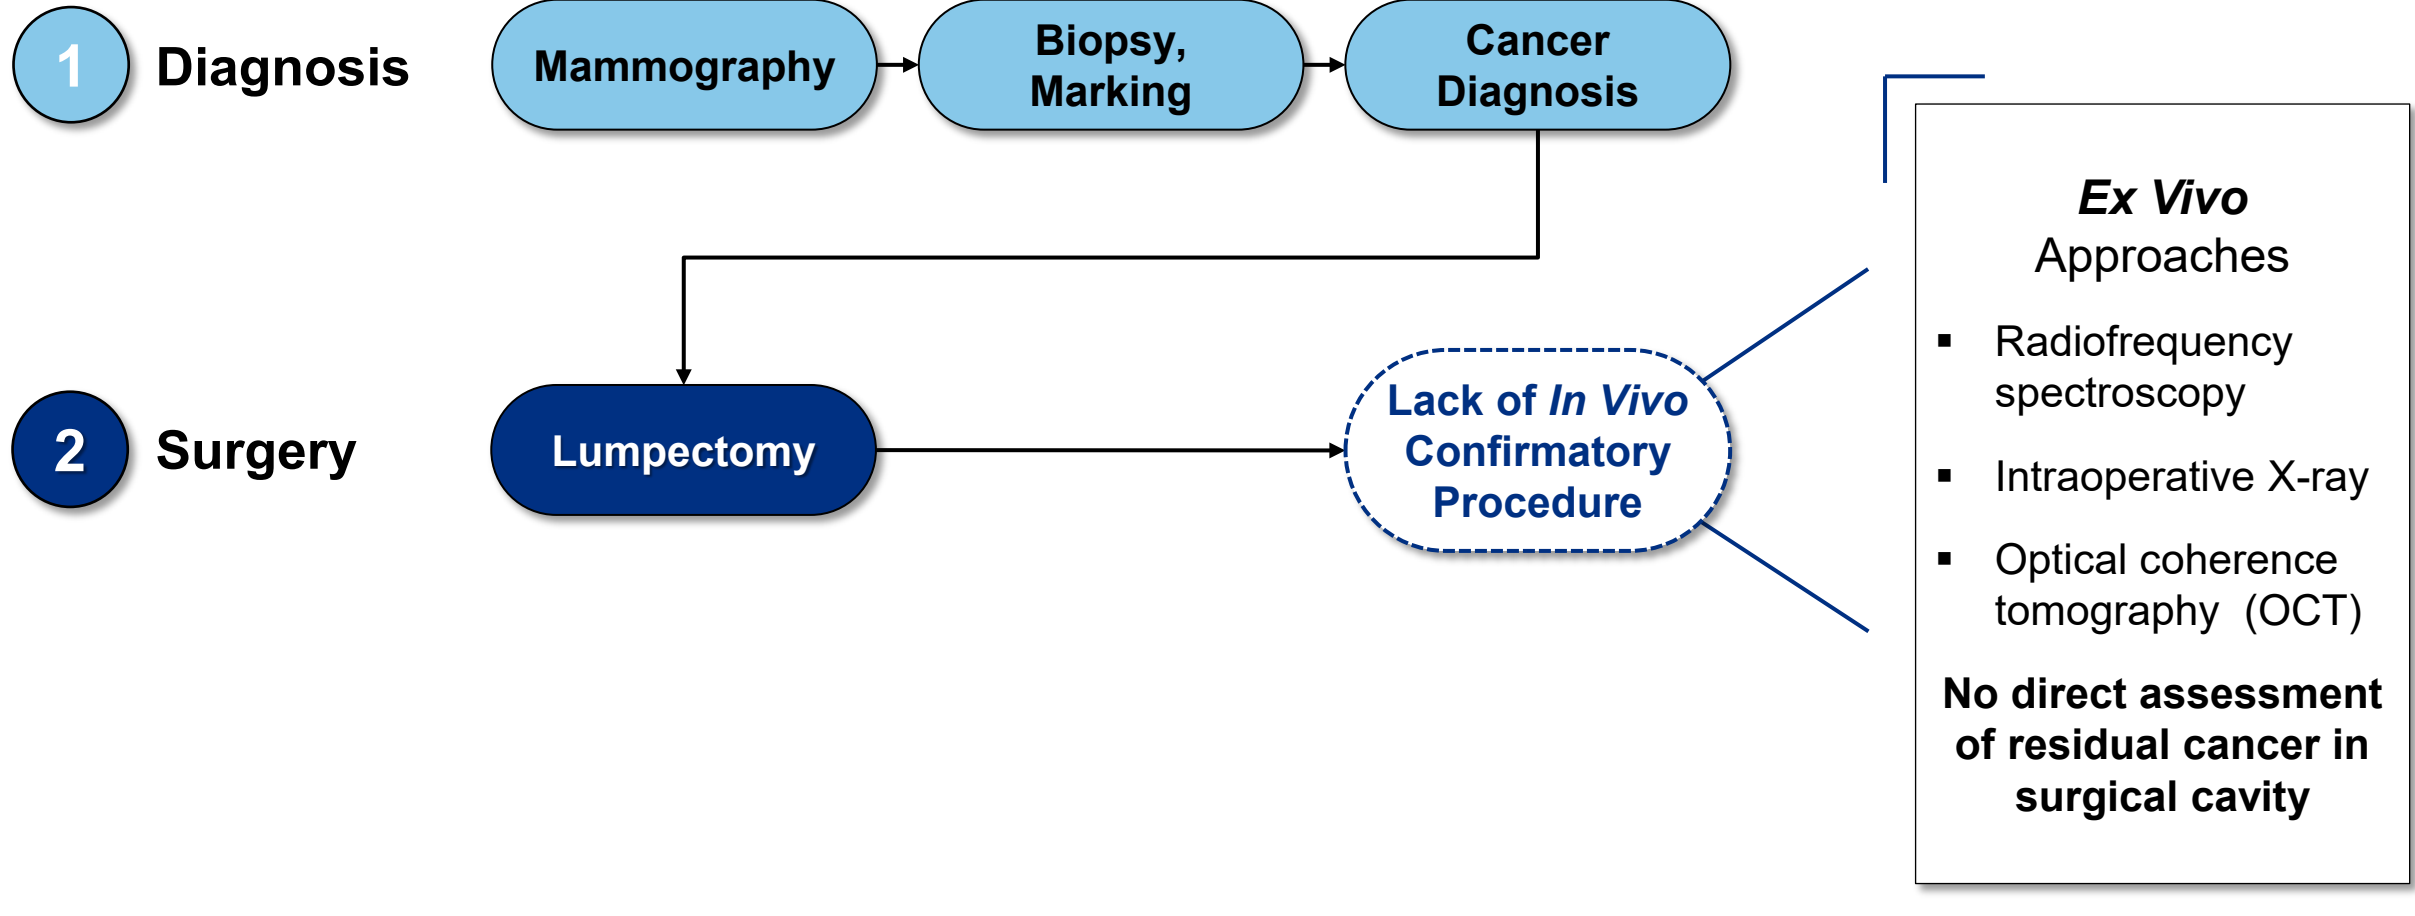 1 Diagnosis
Mammography
Biopsy,
Marking
Cancer
Diagnosis
2 Surgery
Lumpectomy
Lack of In Vivo
Confirmatory
Procedure
Ex Vivo
Approaches
▪ Radiofrequency
spectroscopy
▪ Intraoperative X-ray
▪ Optical coherence
tomography (OCT)
No direct assessment
of residual cancer in
surgical cavity